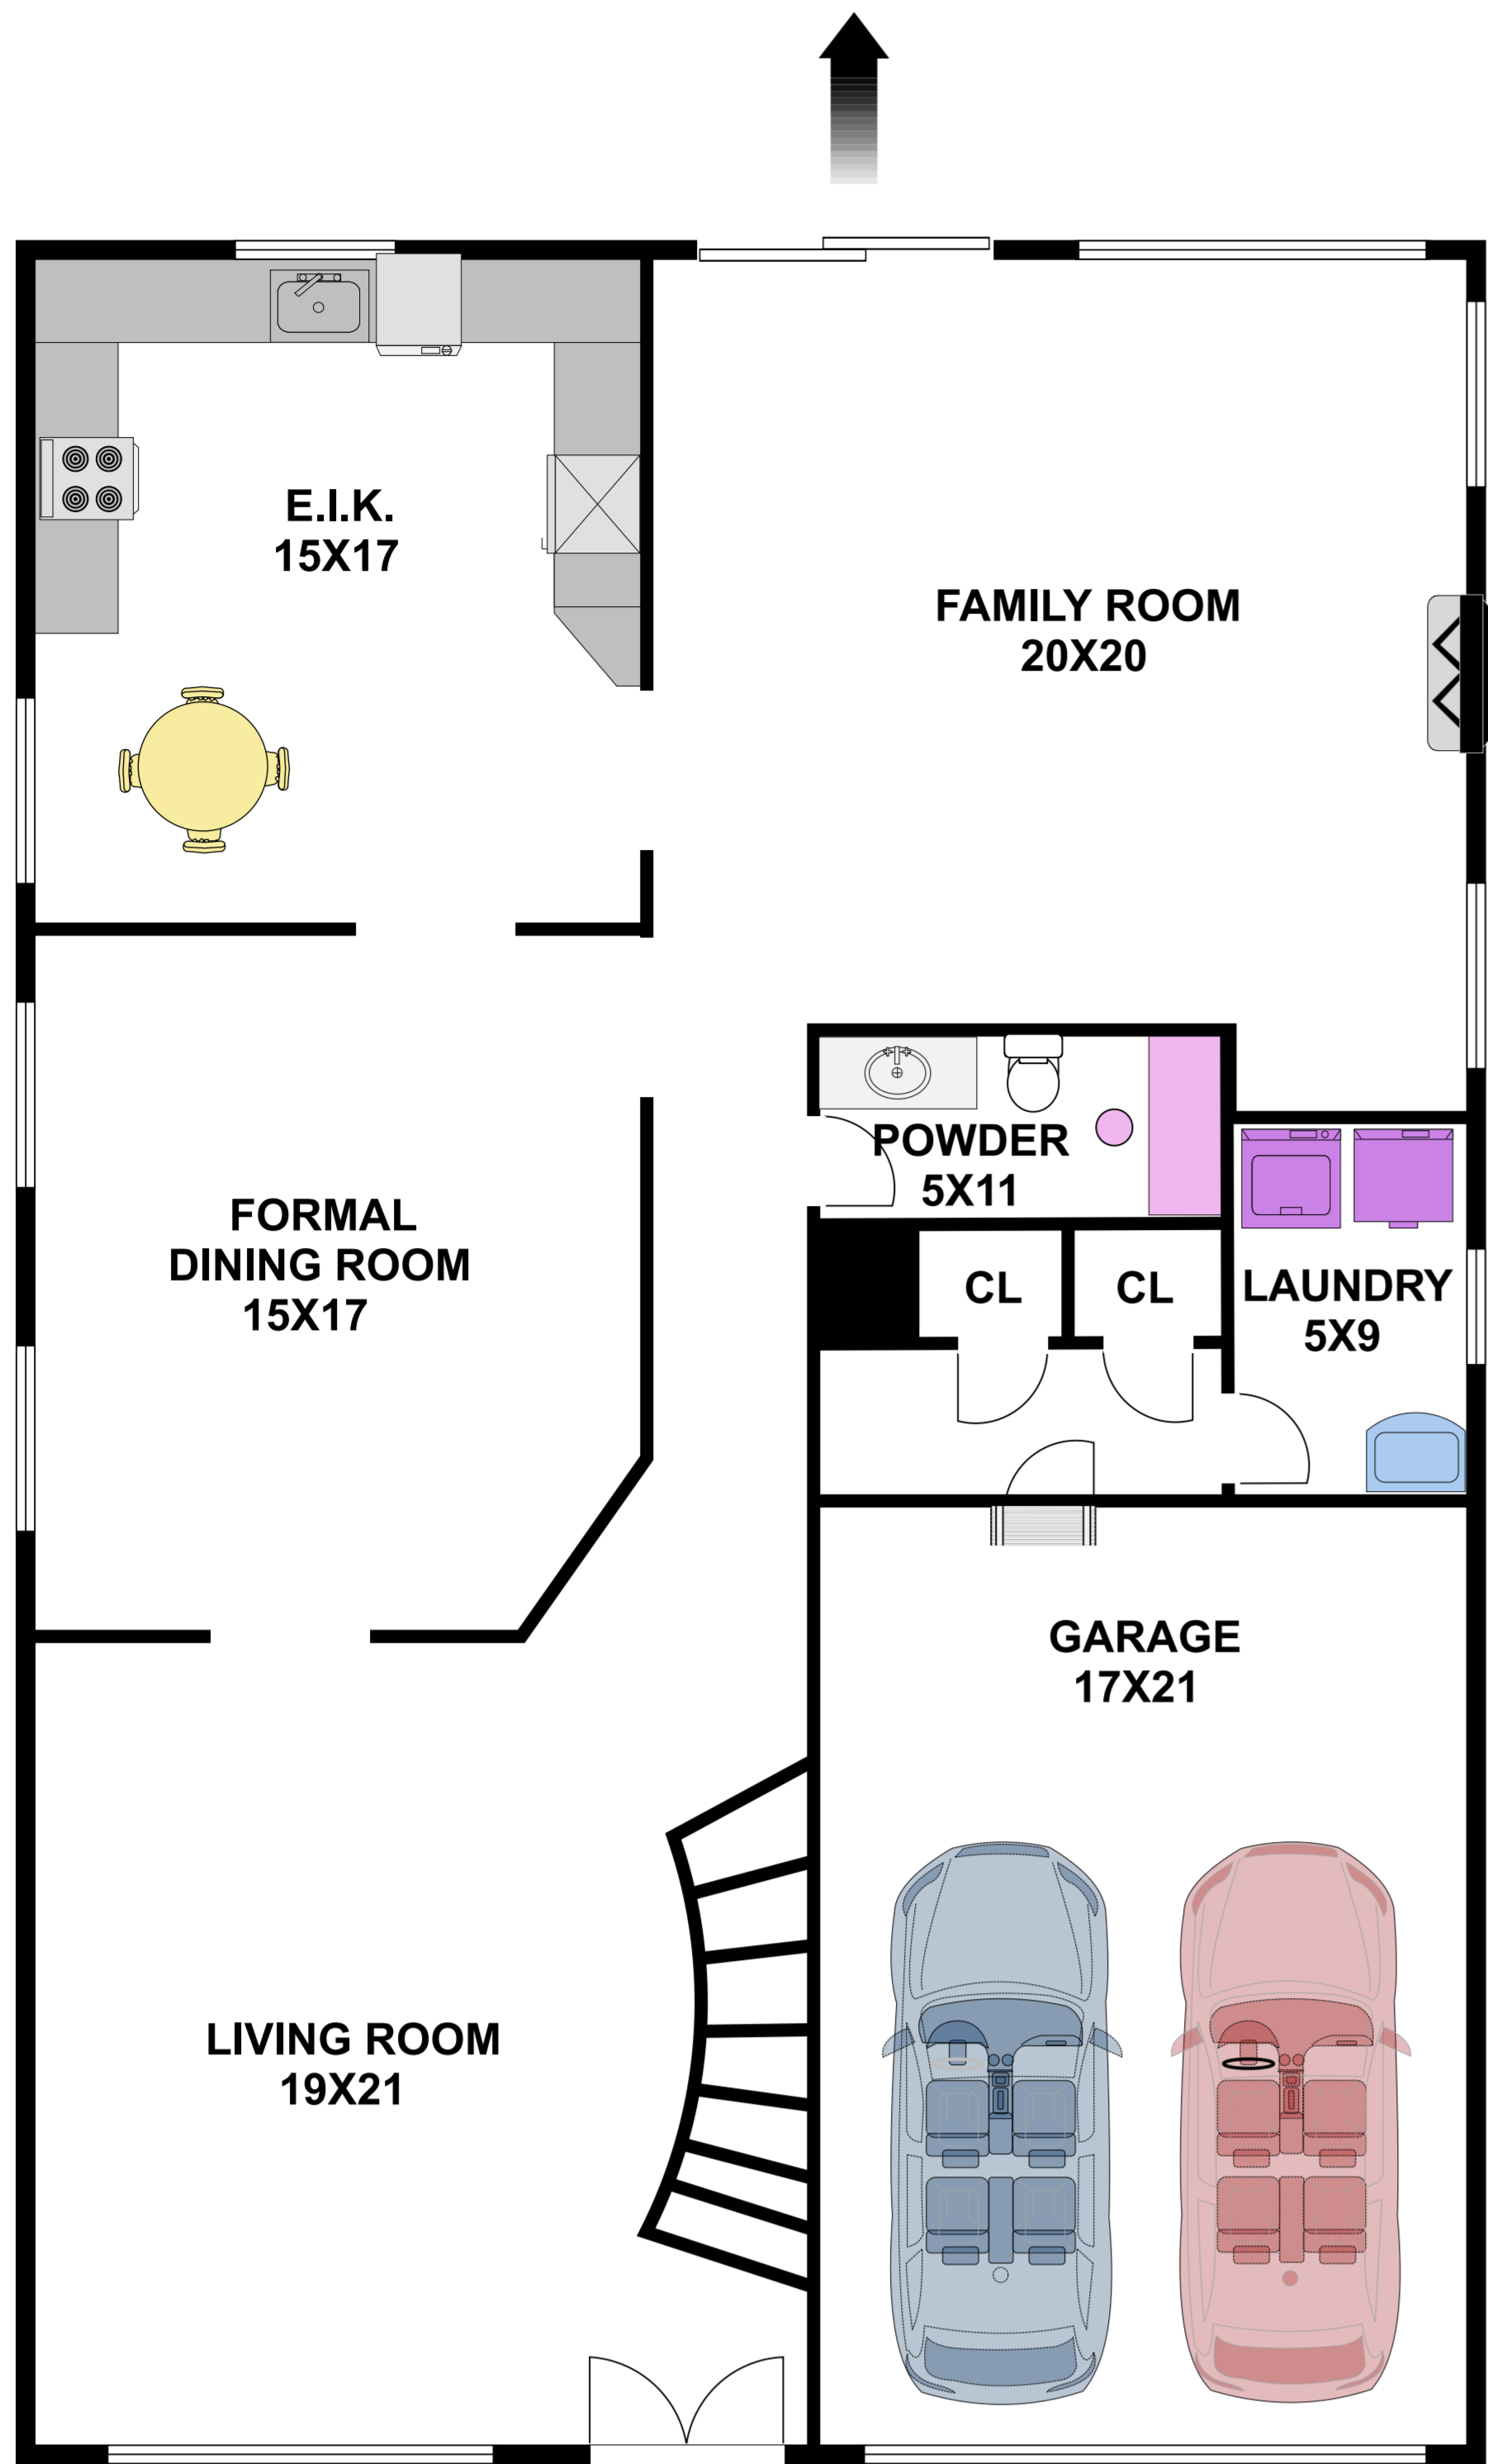 E.I.K.
15X17
FAMILY ROOM
20X20
POWDER
5X11
FORMAL
DINING ROOM
15X17
CL
CL
LAUNDRY
5X9
GARAGE
17X21
LIVING ROOM
19X21